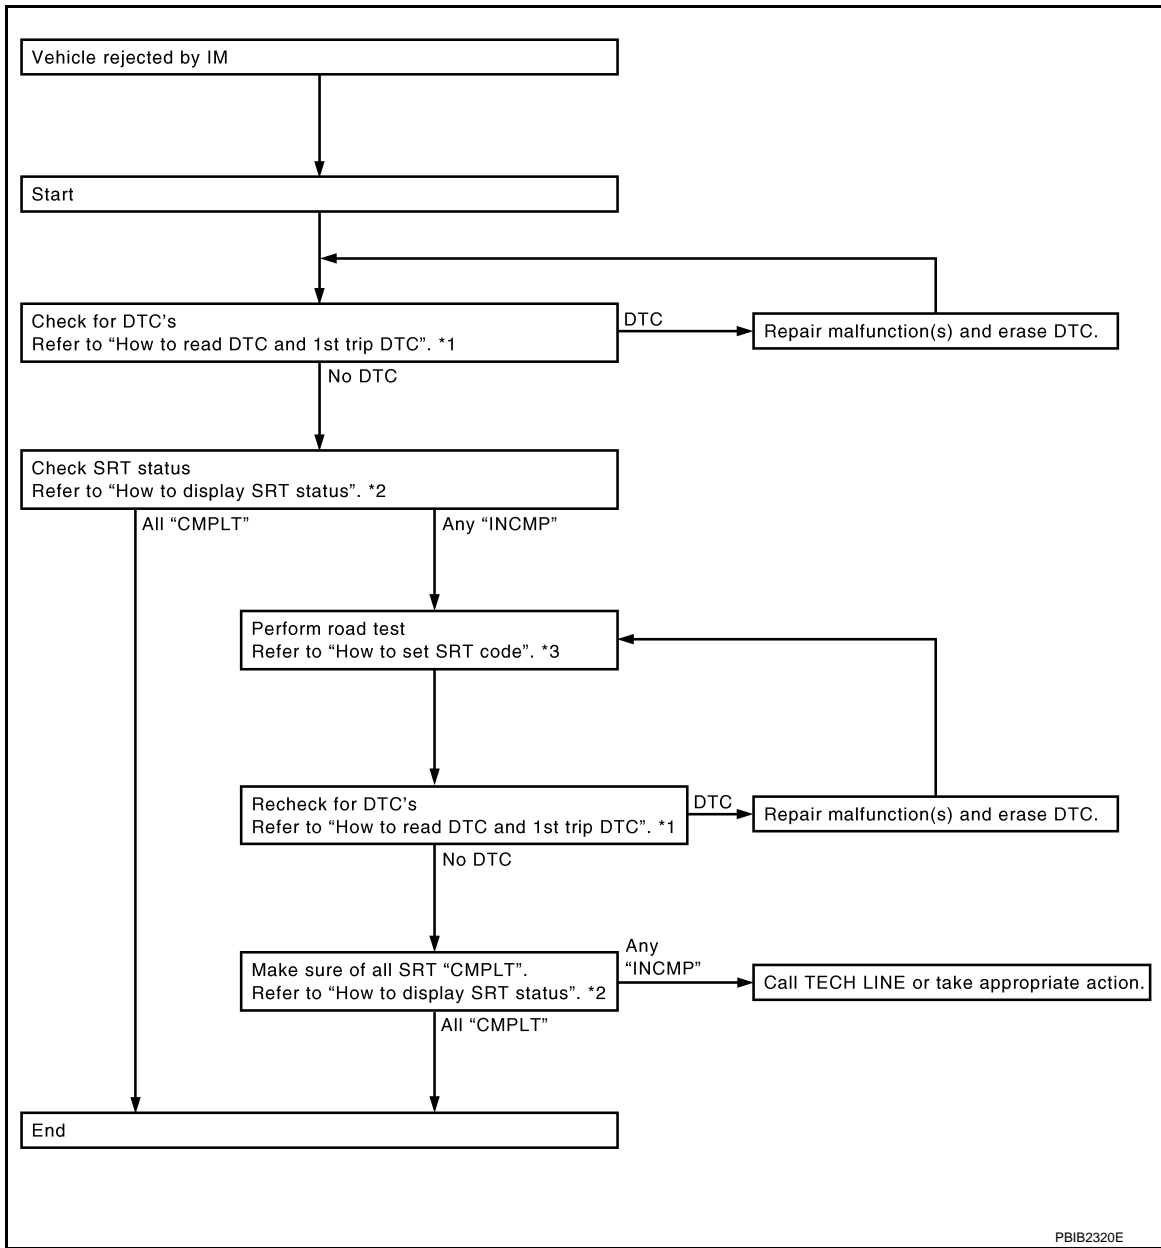 Vehicle rejected by IM
Start
Check for DTC's
Refer to “How to read DTC and 1st trip DTC”. *1
DTC
Repair malfunction(s) and erase DTC.
No DTC
Check SRT status
Refer to “How to display SRT status”. *2
All “CMPLT”
Any “INCMP”
Perform road test
Refer to “How to set SRT code”. *3
Recheck for DTC's
Refer to “How to read DTC and 1st trip DTC”. *1
DTC
Repair malfunction(s) and erase DTC.
No DTC
Make sure of all SRT “CMPLT”.
Refer to “How to display SRT status”. *2
Any
“INCMP”
Call TECH LINE or take appropriate action.
All “CMPLT”
End
PBIB2320E